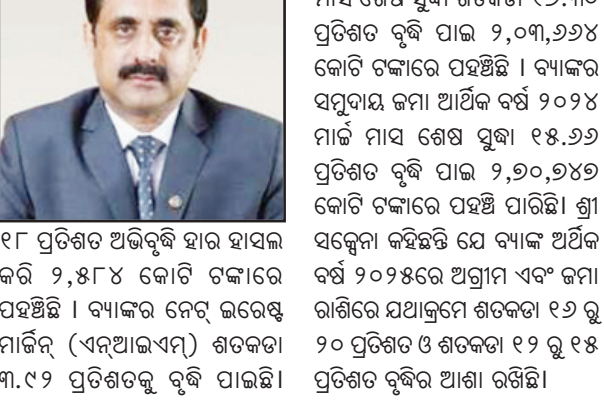 ୧୮ ପ୍ରତିଶତ ଅଭିବୃଦ୍ଧି ହାର ହାସଲ
କରି ୨,୫୮୪ କୋଟି ଟଙ୍କାରେ
ପହଞ୍ଚିଛି । ବ୍ୟାଙ୍କର ନେଟ୍ ଇଣ୍ଟରେଷ୍ଟ
ମାର୍ଜିନ୍ (ଏନ୍ଆଇଏମ୍) ଶତକଡା
୩.୯୨ ପ୍ରତିଶତକୁ ବୃଦ୍ଧି ପାଇଛି।
ମାସ ଶେଷ ସୁଦ୍ଧା ଶତକଡା
ପ୍ରତିଶତ ବୃଦ୍ଧି ପାଇ ୨,୦୩,୬୬୪
କୋଟି ଟଙ୍କାରେ ପହଞ୍ଚିଛି । ବ୍ୟାଙ୍କର
ସମୁଦାୟ ଜମା ଆର୍ଥିକ ବର୍ଷ ୨୦୨୪
ମାର୍ଚ୍ଚ ମାସ ଶେଷ ସୁଦ୍ଧା ୧୫.୬୬
ପ୍ରତିଶତ ବୃଦ୍ଧି ପାଇ ୨,୭୦,୭୪୭
କୋଟି ଟଙ୍କାରେ ପହଞ୍ଚି ପାରିଛି। ଶ୍ରୀ
ସକ୍ସେନା କହିଛନ୍ତି ଯେ ବ୍ୟାଙ୍କ ଅର୍ଥିକ
ବର୍ଷ ୨୦୨୫ରେ ଅଗ୍ରୀମ ଏବଂ ଜମା
ରାଶିରେ ଯଥାକ୍ରମେ ଶତକଡା ୧୬ ରୁ
୨୦ ପ୍ରତିଶତ ଓ ଶତକଡା ୧୨ ରୁ ୧୫
ପ୍ରତିଶତ ବୃଦ୍ଧିର ଆଶା ରଖିଛି।